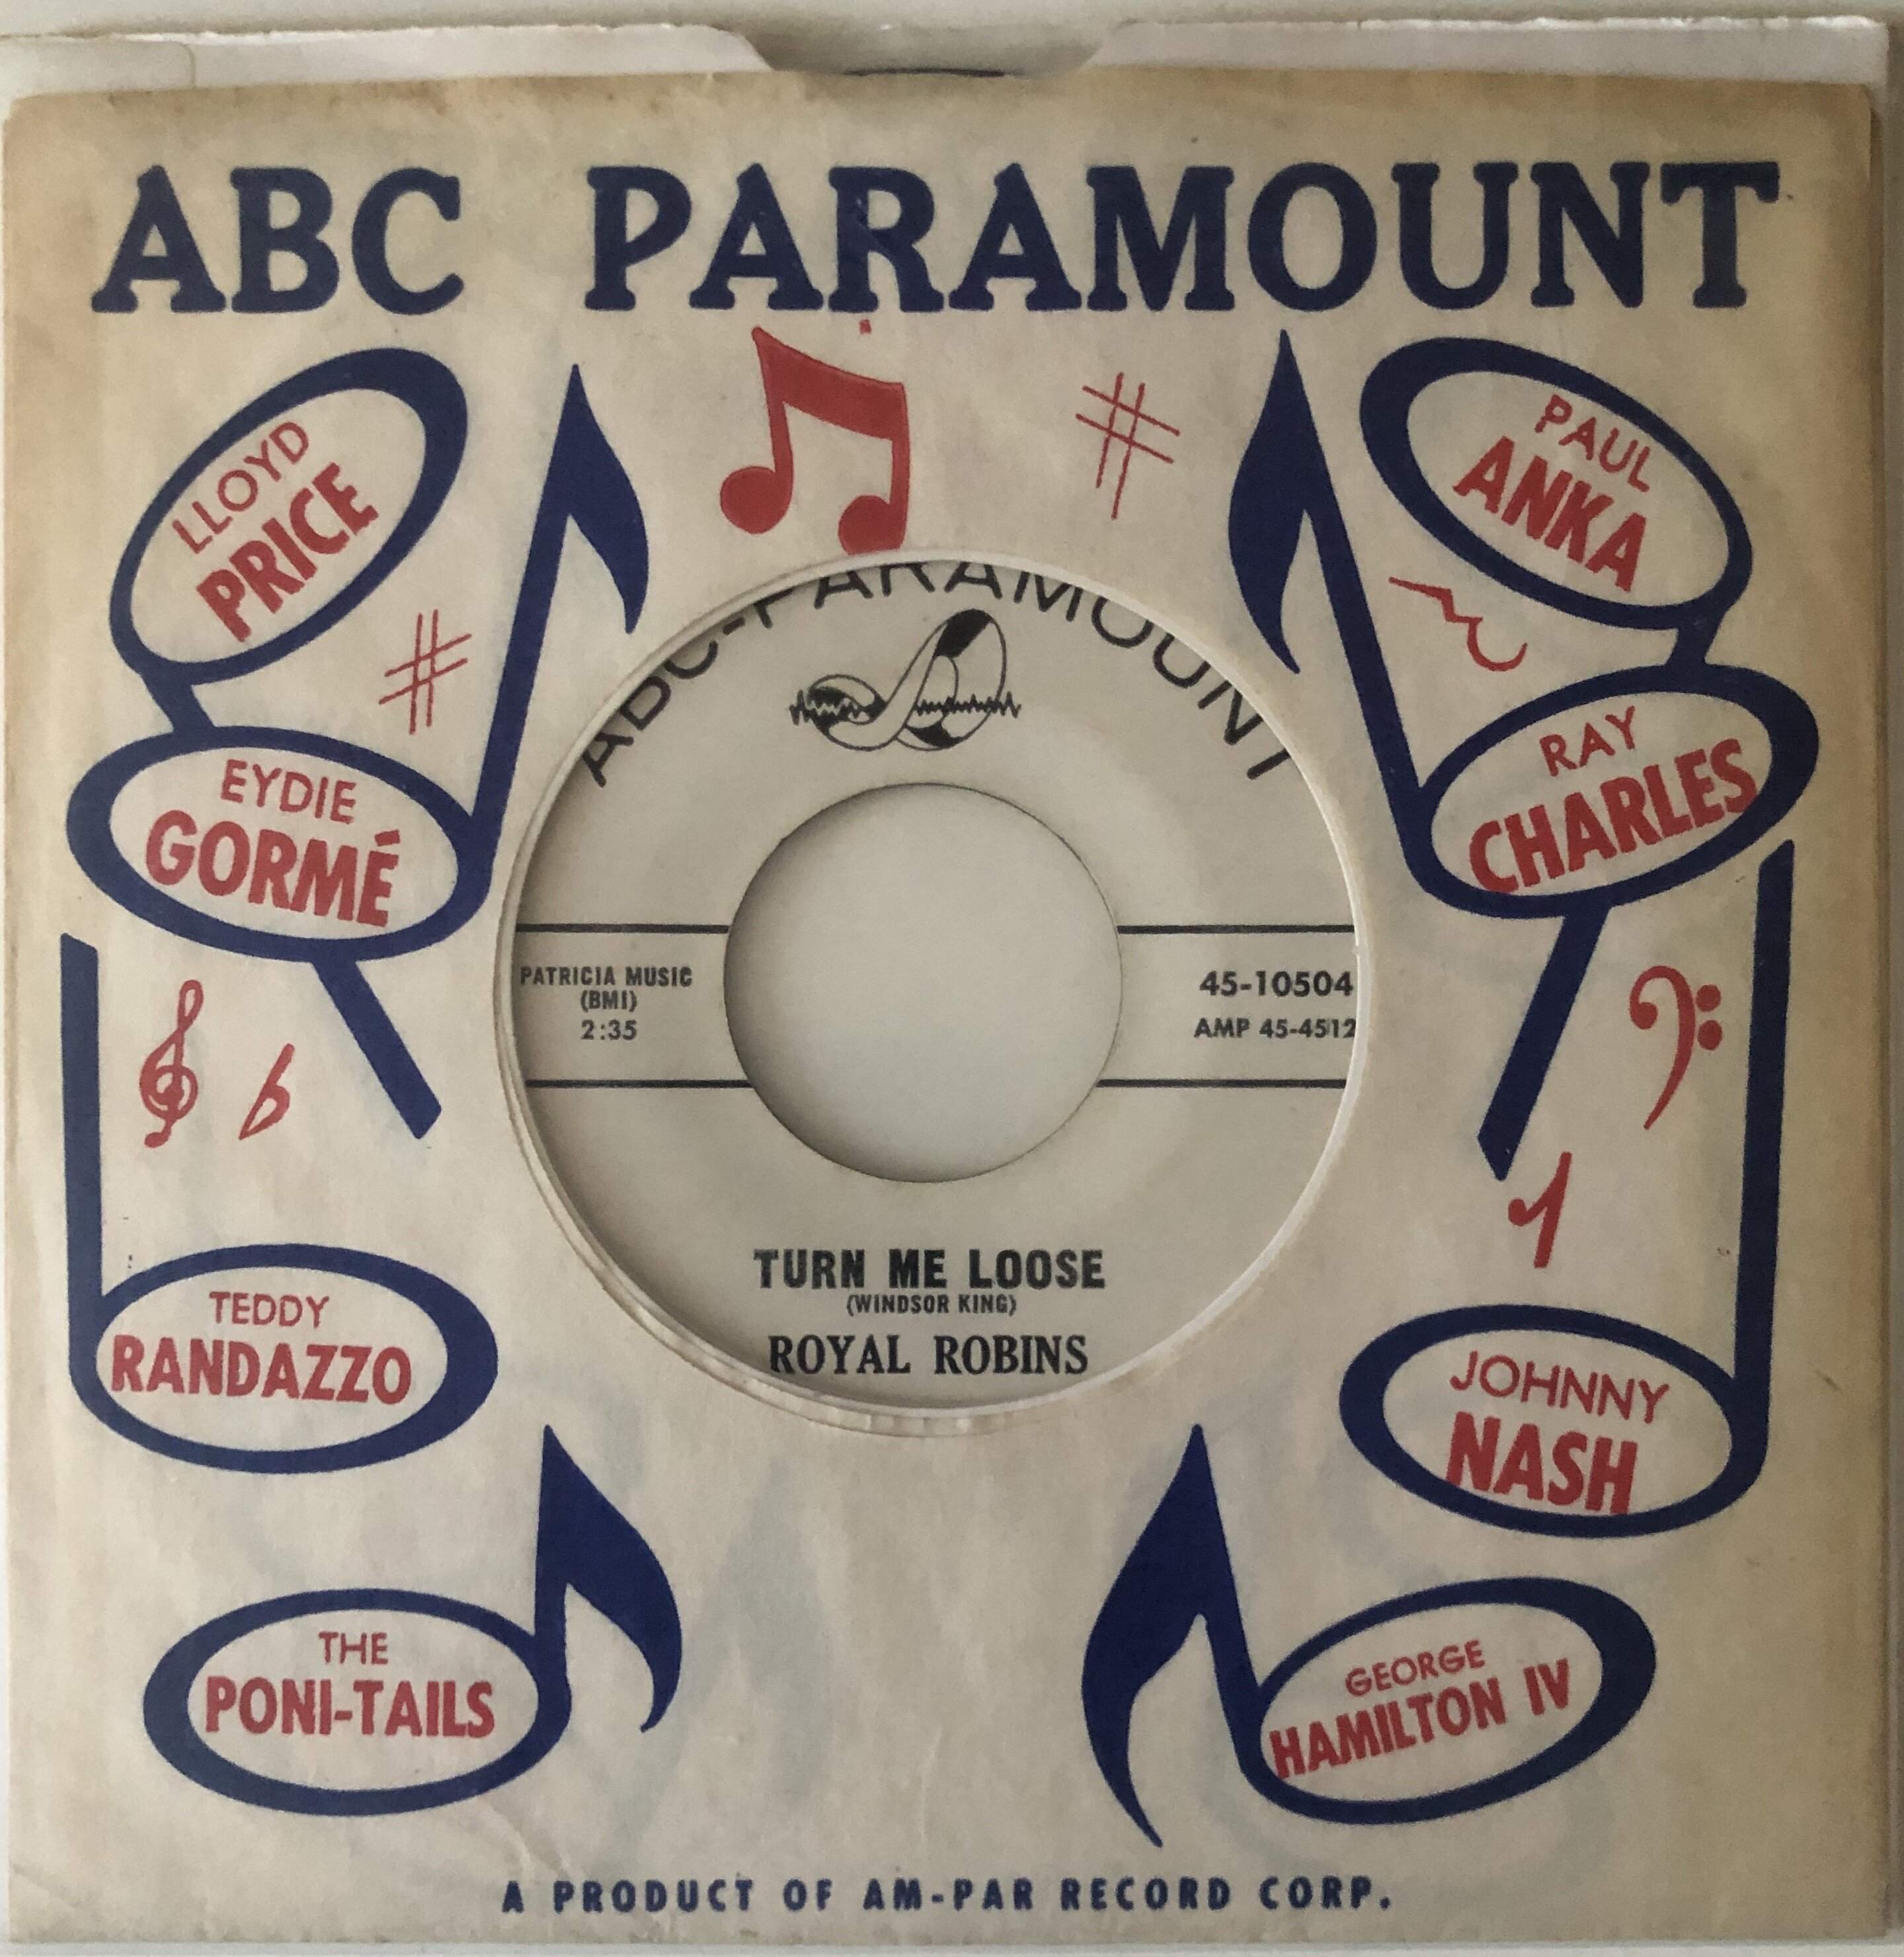 ABC PARAMOUNT
LLOYD
PRICE
PAUL
ANKA
ABC-PARAMOUNT
EYDIE
GORMÉ
RAY
CHARLES
PATRICIA MUSIC
(BMI)
2:35
45-10504
AMP 45-4512
TURN ME LOOSE
(WINDSOR KING)
ROYAL ROBINS
TEDDY
RANDAZZO
JOHNNY
NASH
THE
PONI-TAILS
GEORGE
HAMILTON IV
A PRODUCT OF AM-PAR RECORD CORP.